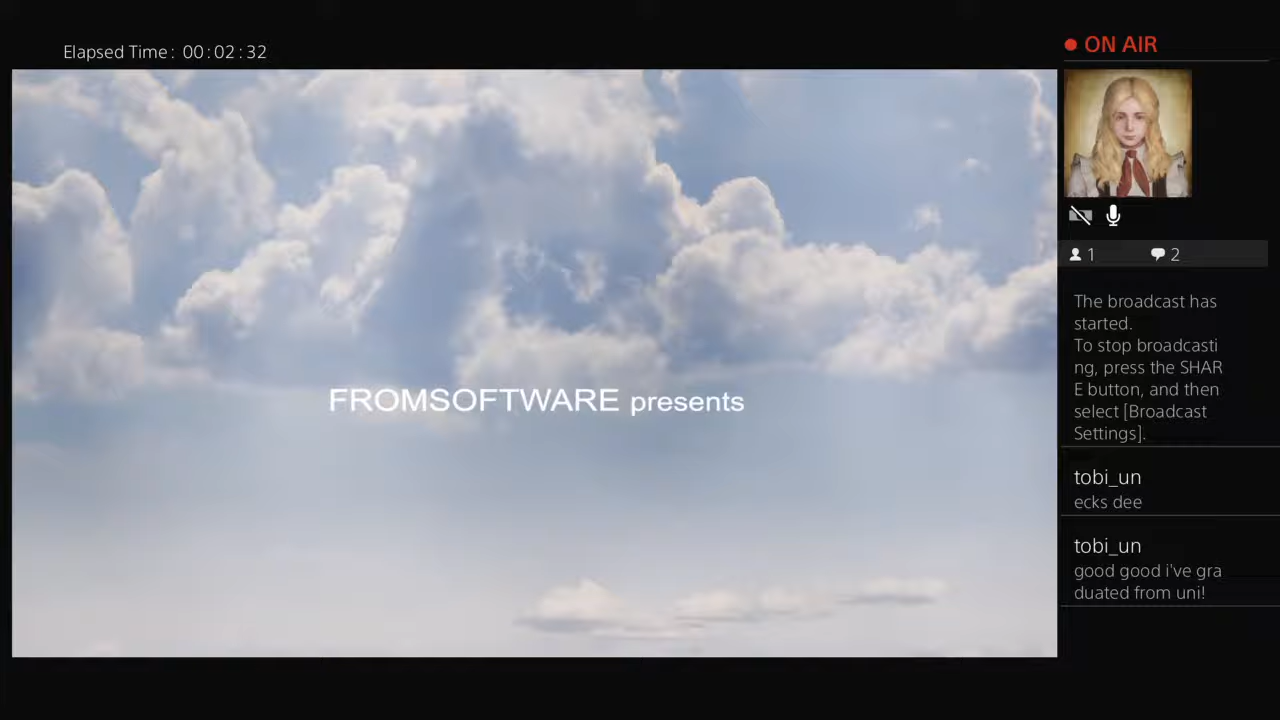 Elapsed Time: 00:02:32
ON AIR
FROMSOFTWARE presents
1
2
The broadcast has
started.
To stop broadcasti
ng, press the SHAR
E button, and then
select [Broadcast
Settings].
tobi_un
ecks dee
tobi_un
good good i've gra
duated from uni!